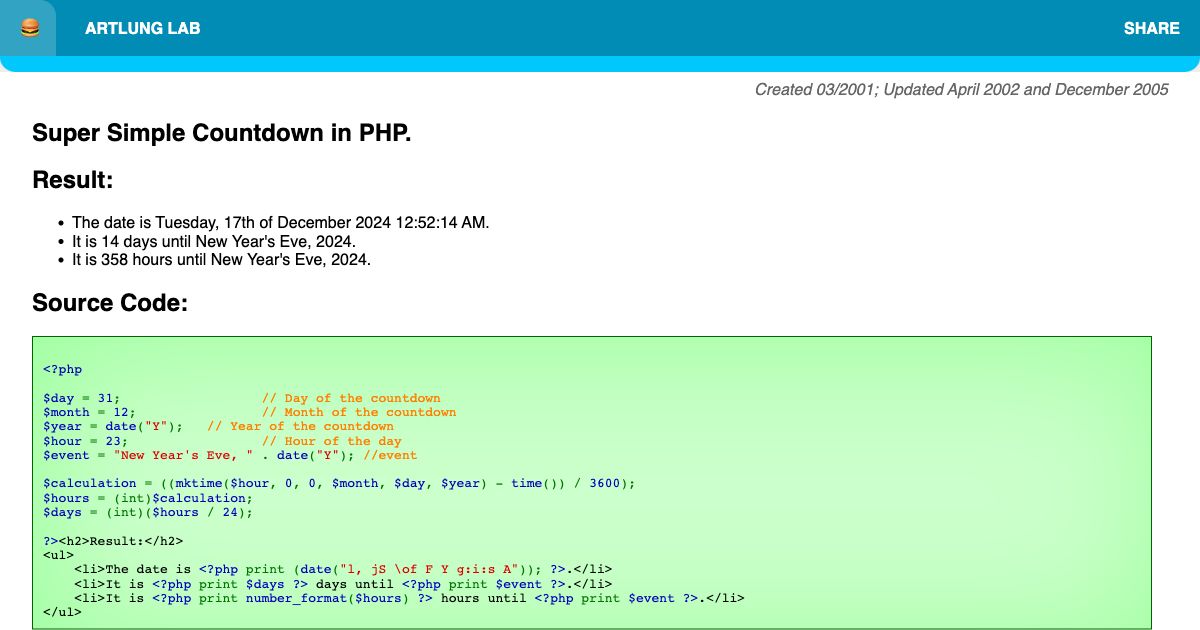 ARTLUNG LAB
SHARE
Created 03/2001; Updated April 2002 and December 2005
Super Simple Countdown in PHP.
Result:
• The date is Tuesday, 17th of December 2024 12:52:14 AM.
• It is 14 days until New Year's Eve, 2024.
• It is 358 hours until New Year's Eve, 2024.
Source Code:
<?php
$day = 31;                  // Day of the countdown
$month = 12;                // Month of the countdown
$year = date("Y");   // Year of the countdown
$hour = 23;                 // Hour of the day
$event = "New Year's Eve, " . date("Y"); //event
$calculation = ((mktime($hour, 0, 0, $month, $day, $year) - time()) / 3600);
$hours = (int)$calculation;
$days = (int)($hours / 24);
?><h2>Result:</h2>
<ul>
    <li>The date is <?php print (date("l, jS \of F Y g:i:s A")); ?>.</li>
    <li>It is <?php print $days ?> days until <?php print $event ?>.</li>
    <li>It is <?php print number_format($hours) ?> hours until <?php print $event ?>.</li>
</ul>